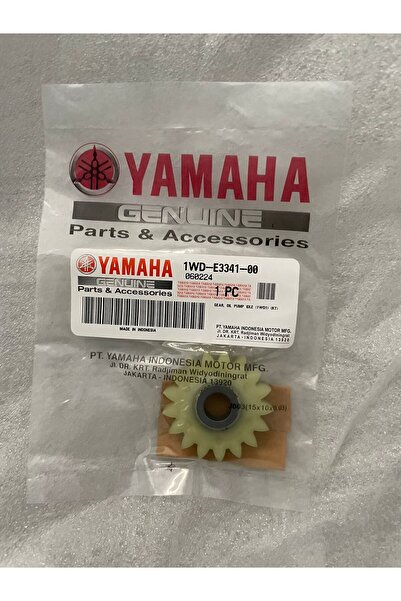 YAMAHA
GENUINE
Parts & Accessories
YAMAHA 1WD-E3341-00
GENUINE 060224
Parts & Accessories 1 PC
MADE IN INDONESIA
PT. YAMAHA INDONESIA MOTOR MFG.
JL. DR. KRT. Radjiman Widyodiningrat
JAKARTA - INDONESIA 13920
PT. YAMAHA INDONESIA MOTOR MFG.
Jl. DR. KRT. Radjiman Widyodiningrat
JAKARTA - INDONESIA 13920